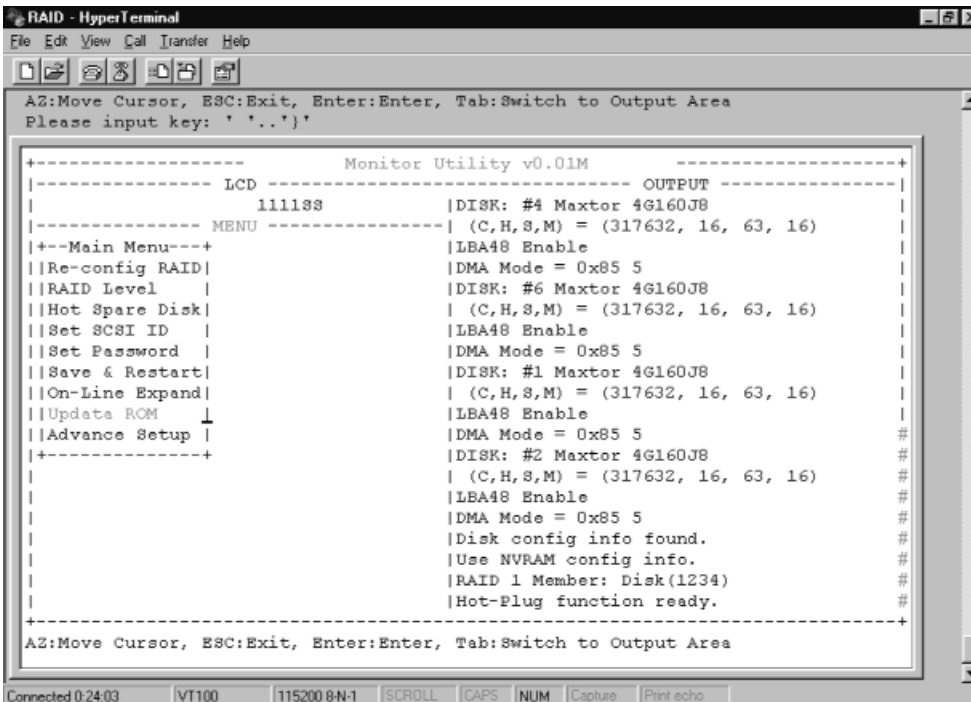 RAID - HyperTerminal
File Edit View Call Transfer Help
AZ:Move Cursor, ESC:Exit, Enter:Enter, Tab:Switch to Output Area
Please input key: ' '..'}'
+------------------- Monitor Utility v0.01M --------------------+
|---------------- LCD --------------------------------- OUTPUT ----------------|
| 1111SS |DISK: #4 Maxtor 4G160J8 |
|--------------- MENU ----------------| (C,H,S,M) = (317632, 16, 63, 16) |
|+--Main Menu---+ |LBA48 Enable |
||Re-config RAID| |DMA Mode = 0x85 5 |
||RAID Level | |DISK: #6 Maxtor 4G160J8 |
||Hot Spare Disk| | (C,H,S,M) = (317632, 16, 63, 16) |
||Set SCSI ID | |LBA48 Enable |
||Set Password | |DMA Mode = 0x85 5 |
||Save & Restart| |DISK: #1 Maxtor 4G160J8 |
||On-Line Expand| | (C,H,S,M) = (317632, 16, 63, 16) |
||Updata ROM | |LBA48 Enable |
||Advance Setup | |DMA Mode = 0x85 5 #
|+--------------+ |DISK: #2 Maxtor 4G160J8 #
| | (C,H,S,M) = (317632, 16, 63, 16) #
| |LBA48 Enable #
| |DMA Mode = 0x85 5 #
| |Disk config info found. #
| |Use NVRAM config info. #
| |RAID 1 Member: Disk(1234) #
| |Hot-Plug function ready. #
+------------------------------------------------------------------------------+
AZ:Move Cursor, ESC:Exit, Enter:Enter, Tab:Switch to Output Area
Connected 0:24:03 VT100 115200 8-N-1 SCROLL CAPS NUM Capture Print echo